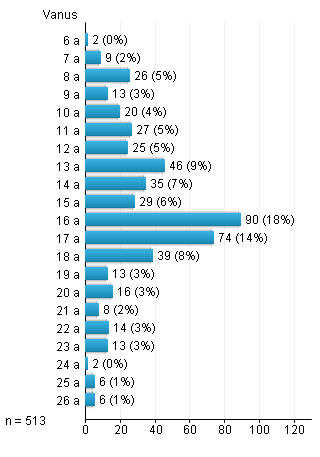 Vanus
6 a 2 (0%)
7 a 9 (2%)
8 a 26 (5%)
9 a 13 (3%)
10 a 20 (4%)
11 a 27 (5%)
12 a 25 (5%)
13 a 46 (9%)
14 a 35 (7%)
15 a 29 (6%)
16 a 90 (18%)
17 a 74 (14%)
18 a 39 (8%)
19 a 13 (3%)
20 a 16 (3%)
21 a 8 (2%)
22 a 14 (3%)
23 a 13 (3%)
24 a 2 (0%)
25 a 6 (1%)
26 a 6 (1%)
n = 513
0 20 40 60 80 100 120